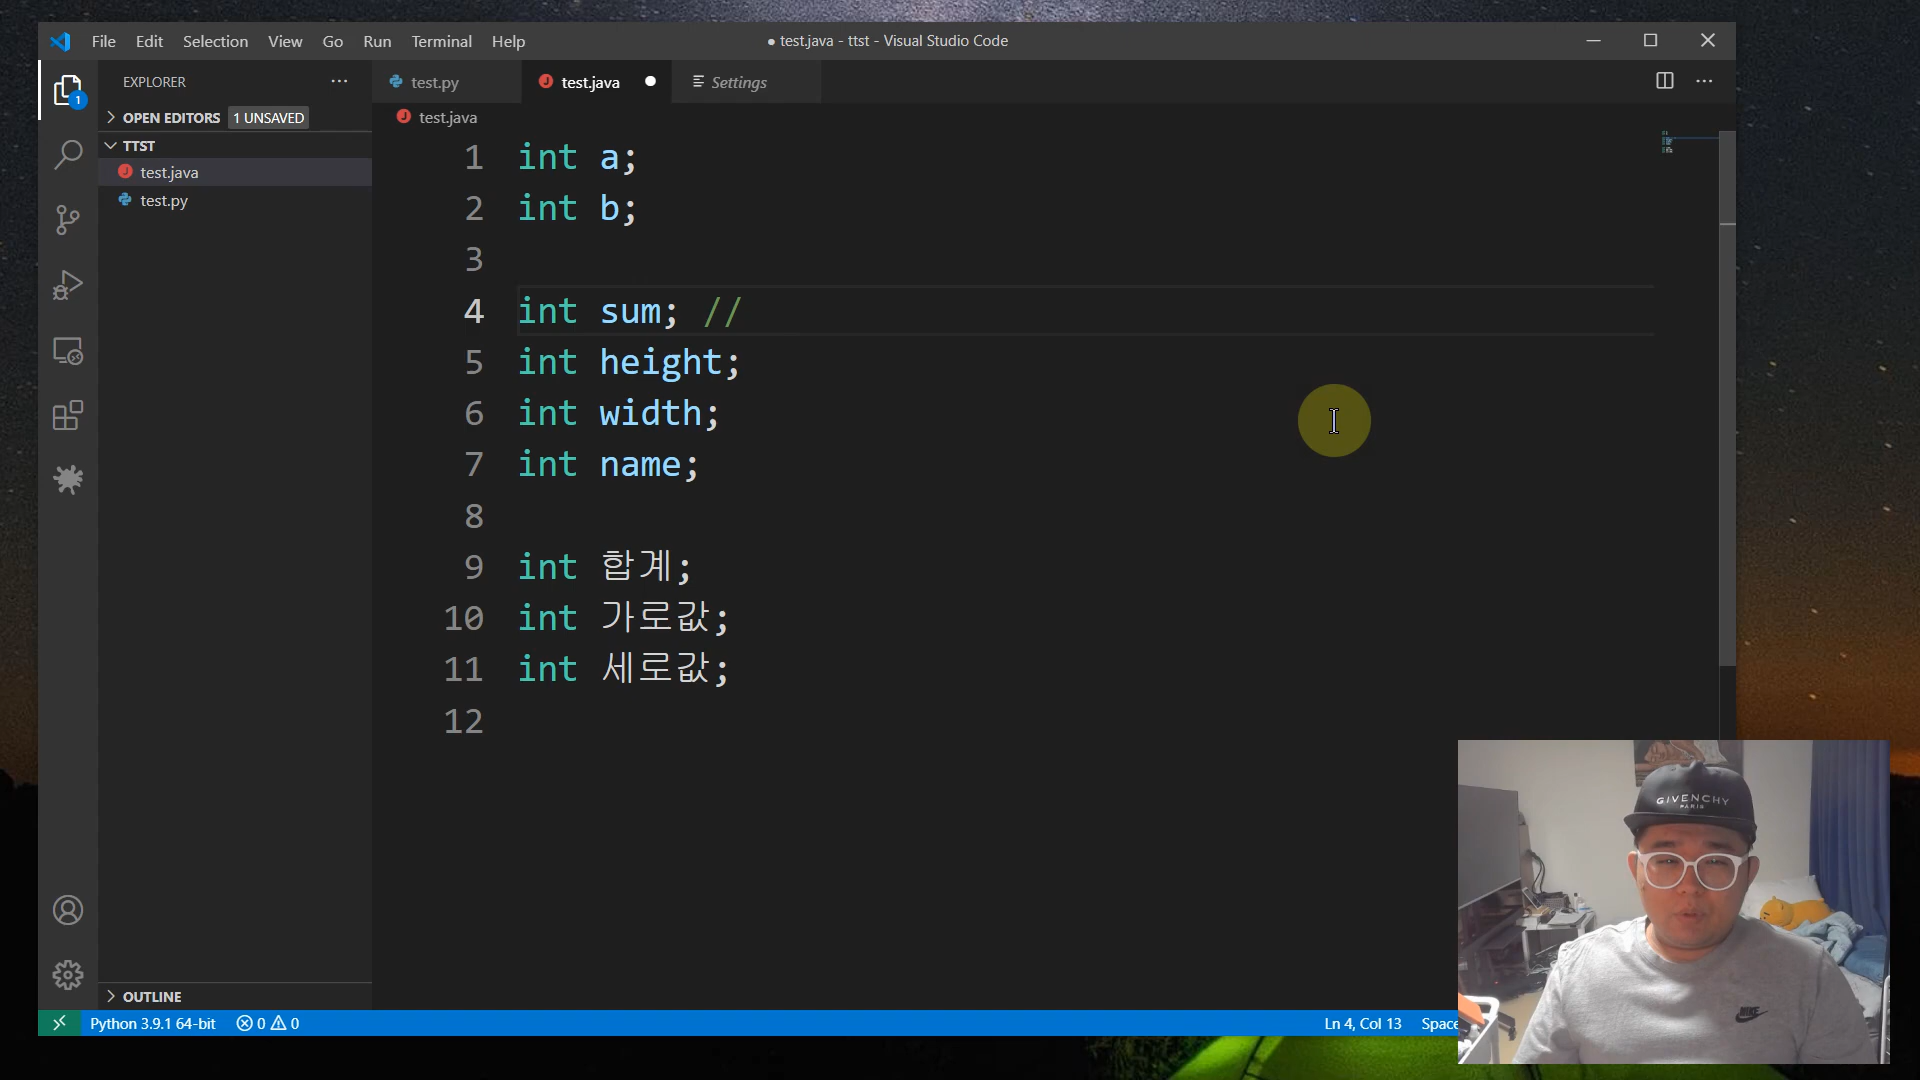 File Edit Selection View Go Run Terminal Help
● test.java - ttst - Visual Studio Code
EXPLORER
test.py
test.java
Settings
OPEN EDITORS 1 UNSAVED
test.java
TTST
test.java
test.py
1 int a;
2 int b;
3
4 int sum; //
5 int height;
6 int width;
7 int name;
8
9 int 합계;
10 int 가로값;
11 int 세로값;
12
1
GIVENCHY
PARIS
OUTLINE
Python 3.9.1 64-bit 0 0
Ln 4, Col 13 Space